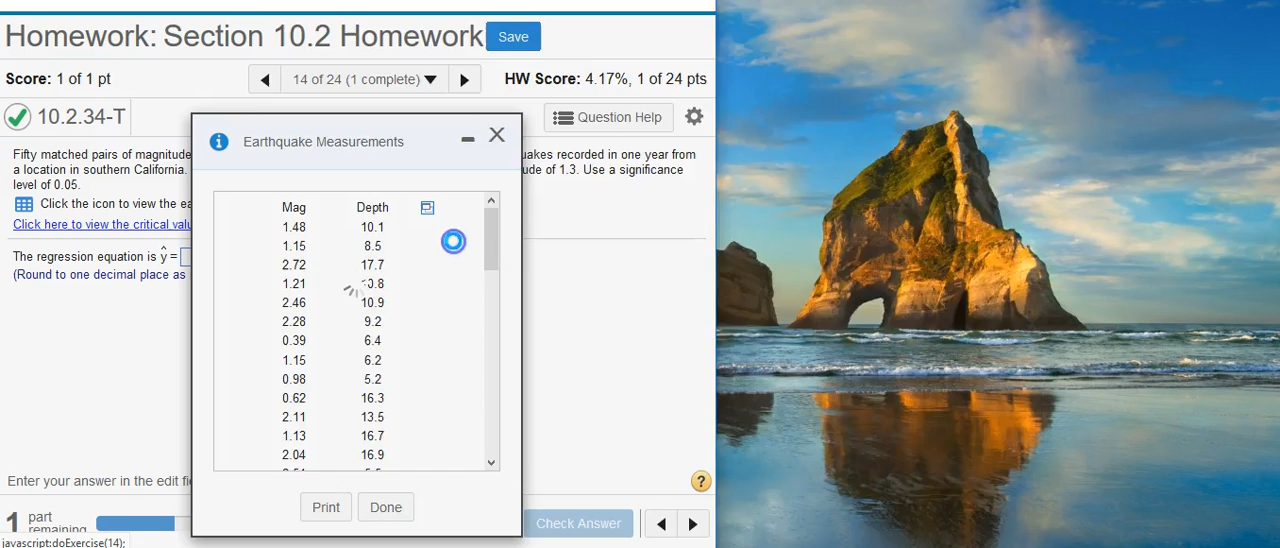 Homework: Section 10.2 Homework
Save
Score: 1 of 1 pt
14 of 24 (1 complete)
HW Score: 4.17%, 1 of 24 pts
10.2.34-T
Question Help
Fifty matched pairs of magnitude
uakes recorded in one year from
a location in southern California.
ude of 1.3. Use a significance
level of 0.05.
Click the icon to view the ea
Click here to view the critical valu
The regression equation is ŷ =
(Round to one decimal place as
Earthquake Measurements
Mag Depth
1.48 10.1
1.15 8.5
2.72 17.7
1.21 3.8
2.46 10.9
2.28 9.2
0.39 6.4
1.15 6.2
0.98 5.2
0.62 16.3
2.11 13.5
1.13 16.7
2.04 16.9
Print
Done
Enter your answer in the edit fi
?
1 part
remaining
Check Answer
javascript:doExercise(14);